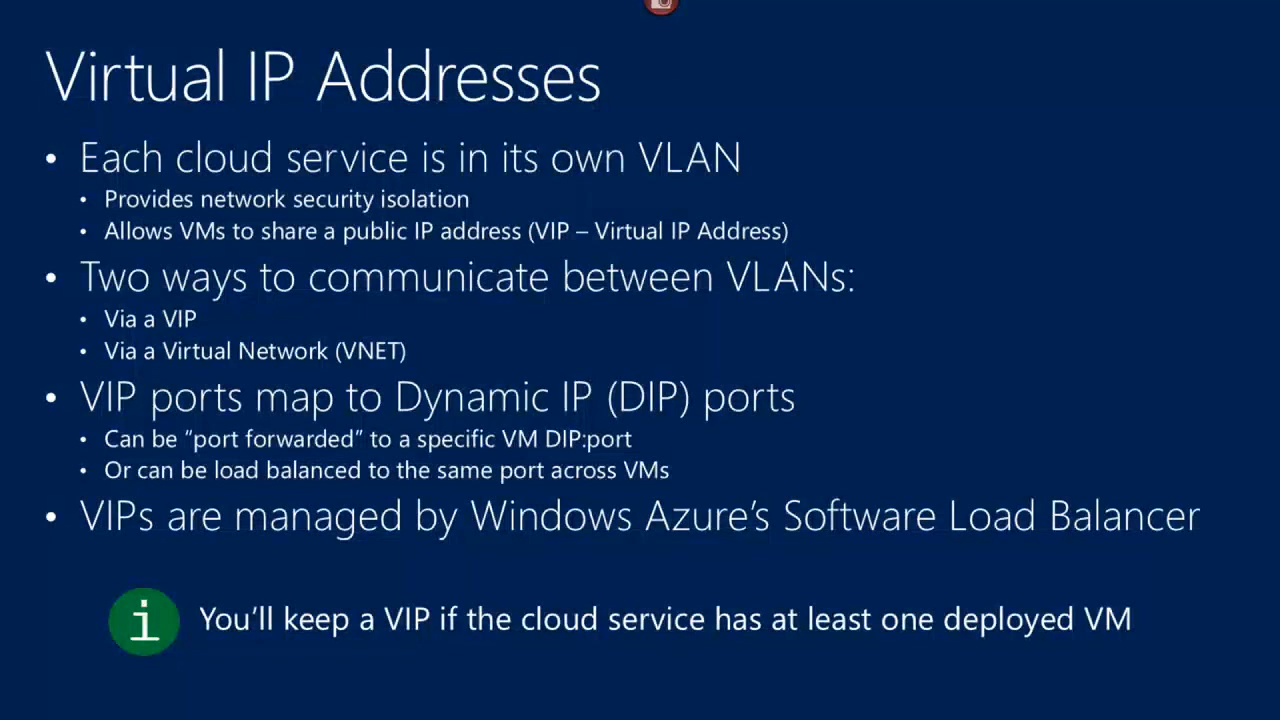 Virtual IP Addresses
• Each cloud service is in its own VLAN
• Provides network security isolation
• Allows VMs to share a public IP address (VIP – Virtual IP Address)
• Two ways to communicate between VLANs:
• Via a VIP
• Via a Virtual Network (VNET)
• VIP ports map to Dynamic IP (DIP) ports
• Can be “port forwarded” to a specific VM DIP:port
• Or can be load balanced to the same port across VMs
• VIPs are managed by Windows Azure’s Software Load Balancer
i You’ll keep a VIP if the cloud service has at least one deployed VM